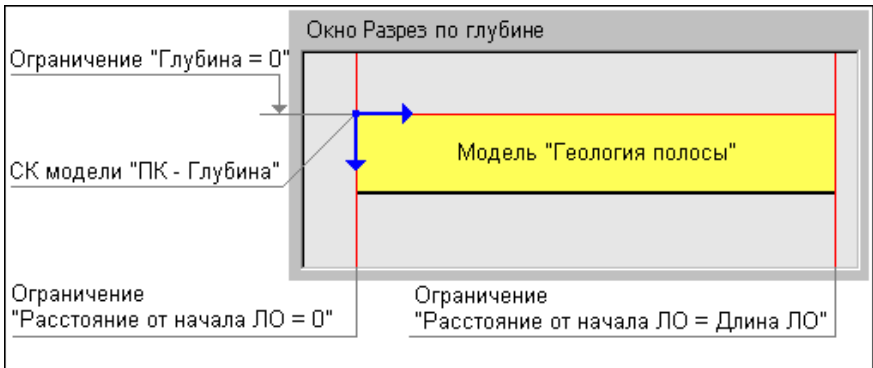 Окно Разрез по глубине
Ограничение "Глубина = 0"
Модель "Геология полосы"
СК модели "ПК - Глубина"
Ограничение
"Расстояние от начала ЛО = 0"
Ограничение
"Расстояние от начала ЛО = Длина ЛО"